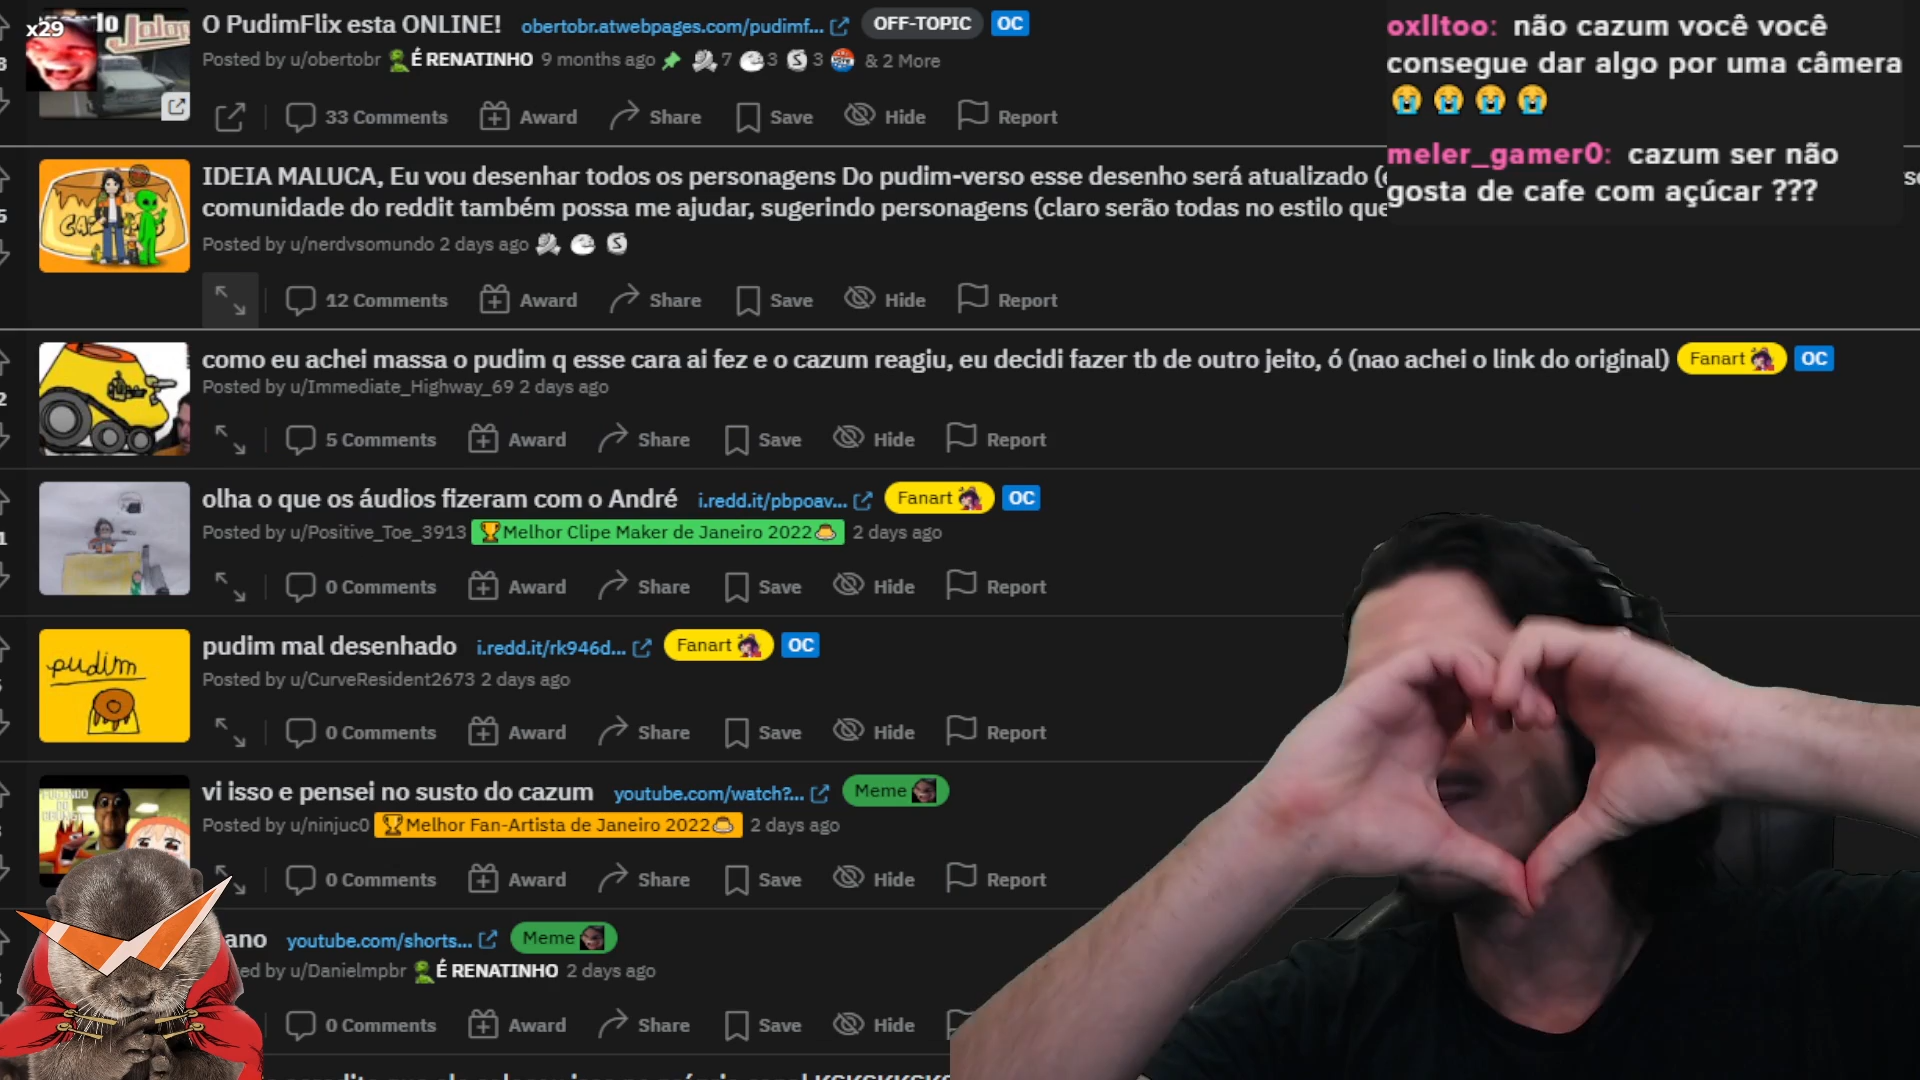 x29
O PudimFlix esta ONLINE! obertobr.atwebpages.com/pudimf... OFF-TOPIC OC
Posted by u/obertobr É RENATINHO 9 months ago 7 3 3 & 2 More
33 Comments Award Share Save Hide Report
oxlltoo: não cazum você você
consegue dar algo por uma câmera
😭 😭 😭 😭
meler_gamer0: cazum ser não
gosta de cafe com açúcar ???
IDEIA MALUCA, Eu vou desenhar todos os personagens Do pudim-verso esse desenho será atualizado
comunidade do reddit também possa me ajudar, sugerindo personagens (claro serão todas no estilo que
Posted by u/nerdvsomundo 2 days ago
12 Comments Award Share Save Hide Report
como eu achei massa o pudim q esse cara ai fez e o cazum reagiu, eu decidi fazer tb de outro jeito, ó (nao achei o link do original) Fanart OC
Posted by u/Immediate_Highway_69 2 days ago
5 Comments Award Share Save Hide Report
olha o que os áudios fizeram com o André i.redd.it/pbpoav... Fanart OC
Posted by u/Positive_Toe_3913 🏆Melhor Clipe Maker de Janeiro 2022🍮 2 days ago
0 Comments Award Share Save Hide Report
pudim
pudim mal desenhado i.redd.it/rk946d... Fanart OC
Posted by u/CurveResident2673 2 days ago
0 Comments Award Share Save Hide Report
vi isso e pensei no susto do cazum youtube.com/watch?... Meme
Posted by u/ninjuc0 🏆Melhor Fan-Artista de Janeiro 2022🍮 2 days ago
0 Comments Award Share Save Hide Report
ano youtube.com/shorts... Meme
ed by u/Danielmpbr É RENATINHO 2 days ago
0 Comments Award Share Save Hide